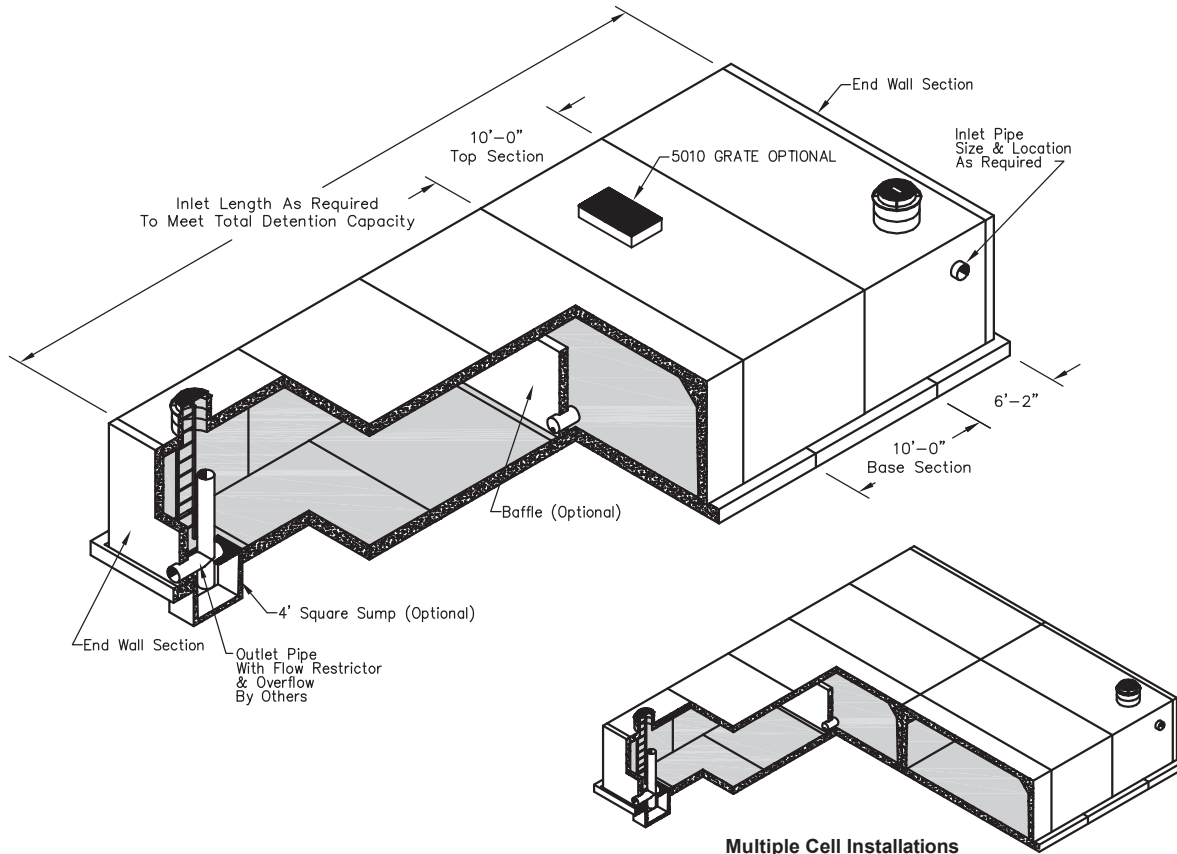 End Wall Section
10'-0"
Top Section
Inlet Pipe
Size & Location
As Required
5010 GRATE OPTIONAL
Inlet Length As Required
To Meet Total Detention Capacity
6'-2"
10'-0"
Base Section
Baffle (Optional)
4' Square Sump (Optional)
End Wall Section
Outlet Pipe
With Flow Restrictor
& Overflow
By Others
Multiple Cell Installations